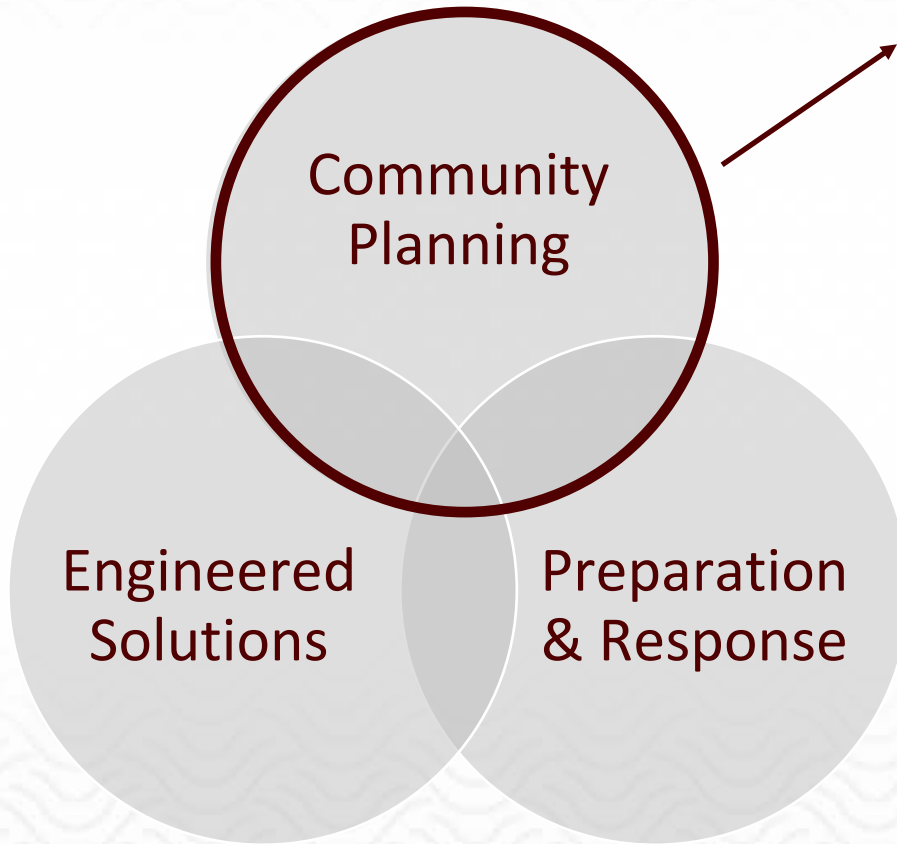 Community
Planning
Engineered
Solutions
Preparation
& Response